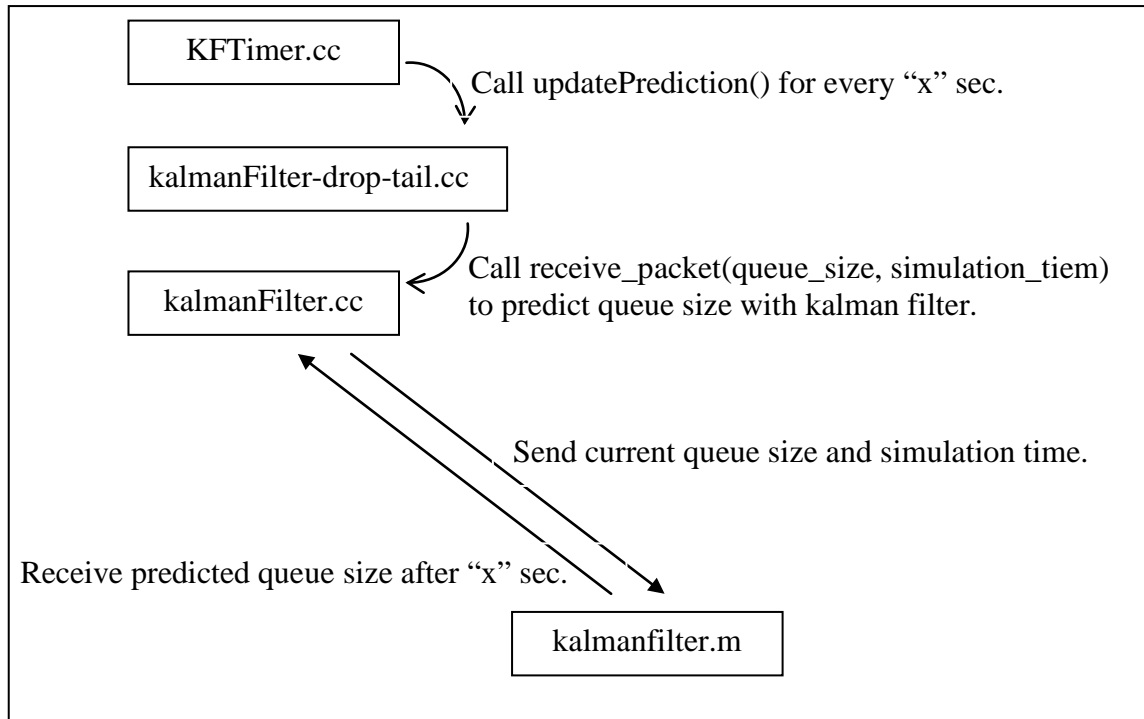 KFTimer.cc
Call updatePrediction() for every “x” sec.
kalmanFilter-drop-tail.cc
Call receive_packet(queue_size, simulation_tiem)
to predict queue size with kalman filter.
kalmanFilter.cc
Send current queue size and simulation time.
Receive predicted queue size after “x” sec.
kalmanfilter.m